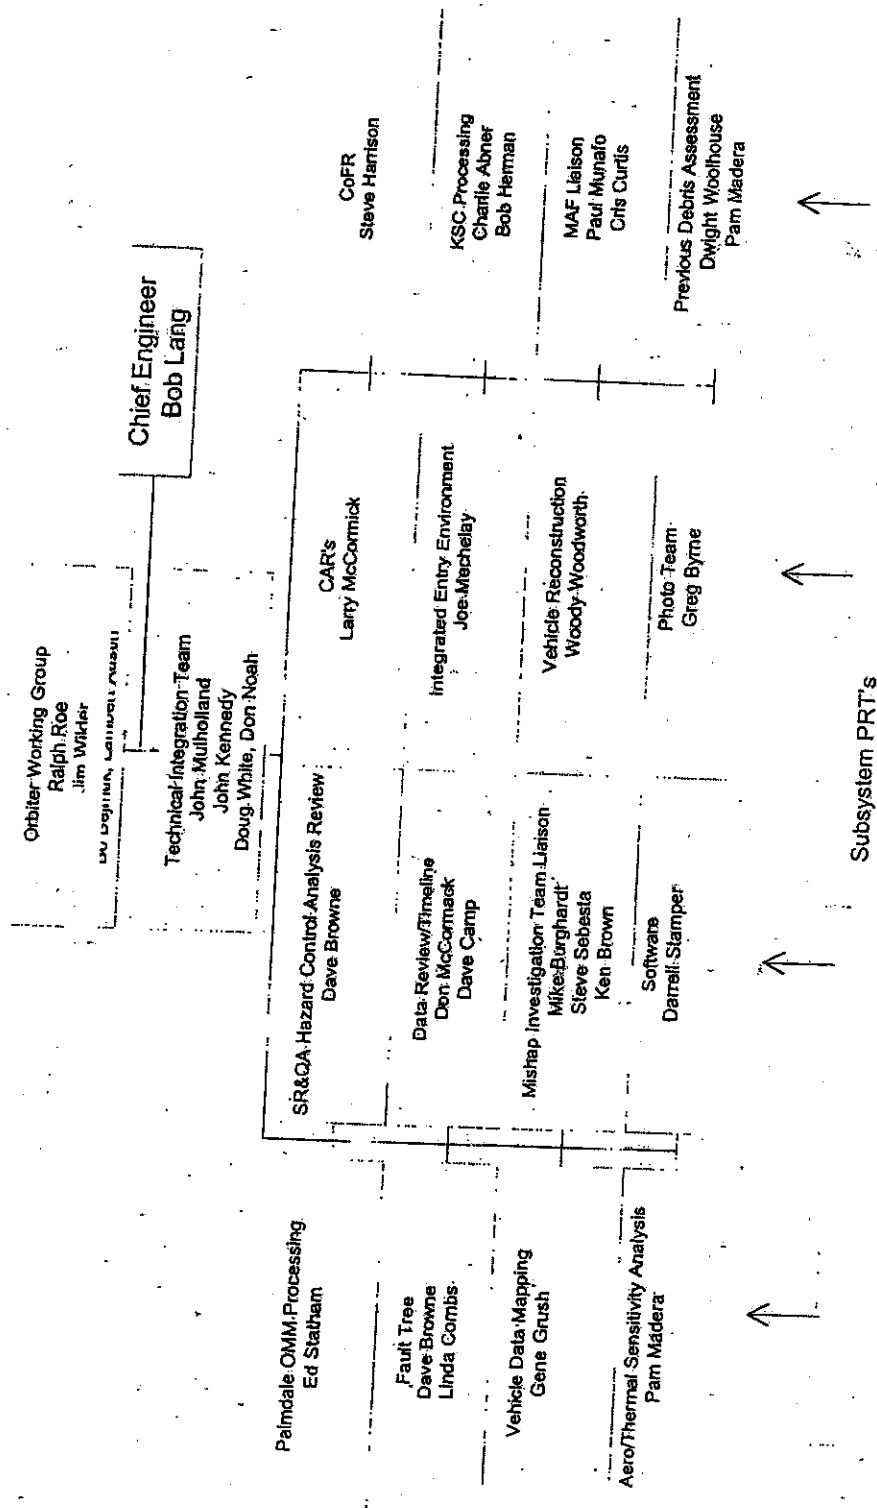 Orbiter Working Group
Ralph Roe
Jim Wilder
Chief Engineer
Bob Lang
Technical Integration Team
John Mulholland
John Kennedy
Doug White, Don Noah
Palmdale OMM Processing
Ed Statham
Fault Tree
Dave Browne
Linda Combs
Vehicle Data Mapping
Gene Grush
Aero/Thermal Sensitivity Analysis
Pam Madera
SR&QA Hazard Control Analysis Review
Dave Browne
Data Review/Timeline
Don McCormack
Dave Camp
Mishap Investigation Team Liaison
Mike Burghardt
Steve Sebesta
Ken Brown
Software
Darrell Stamper
CAR's
Larry McCormick
Integrated Entry Environment
Joe Mechelay
Vehicle Reconstruction
Woody Woodworth
Photo Team
Greg Byrne
CoFR
Steve Harrison
KSC Processing
Charlie Abner
Bob Herman
MAF Liaison
Paul Munafo
Cris Curtis
Previous Debris Assessment
Dwight Woolhouse
Pam Madera
Subsystem PRT's